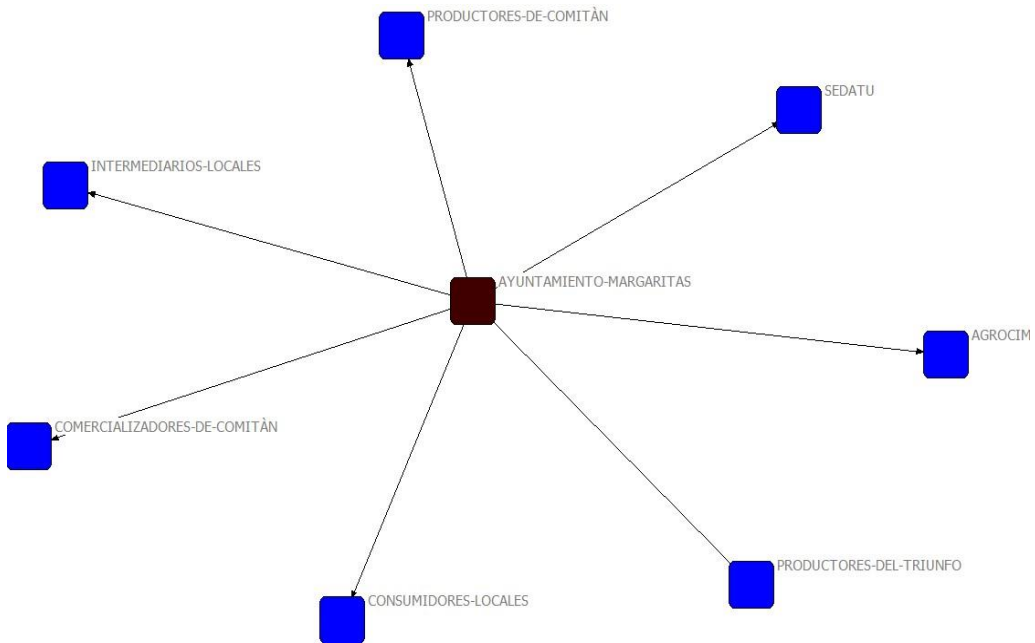 PRODUCTORES-DE-COMITÀN
SEDATU
INTERMEDIARIOS-LOCALES
AYUNTAMIENTO-MARGARITAS
AGROCIM
COMERCIALIZADORES-DE-COMITÀN
PRODUCTORES-DEL-TRIUNFO
CONSUMIDORES-LOCALES